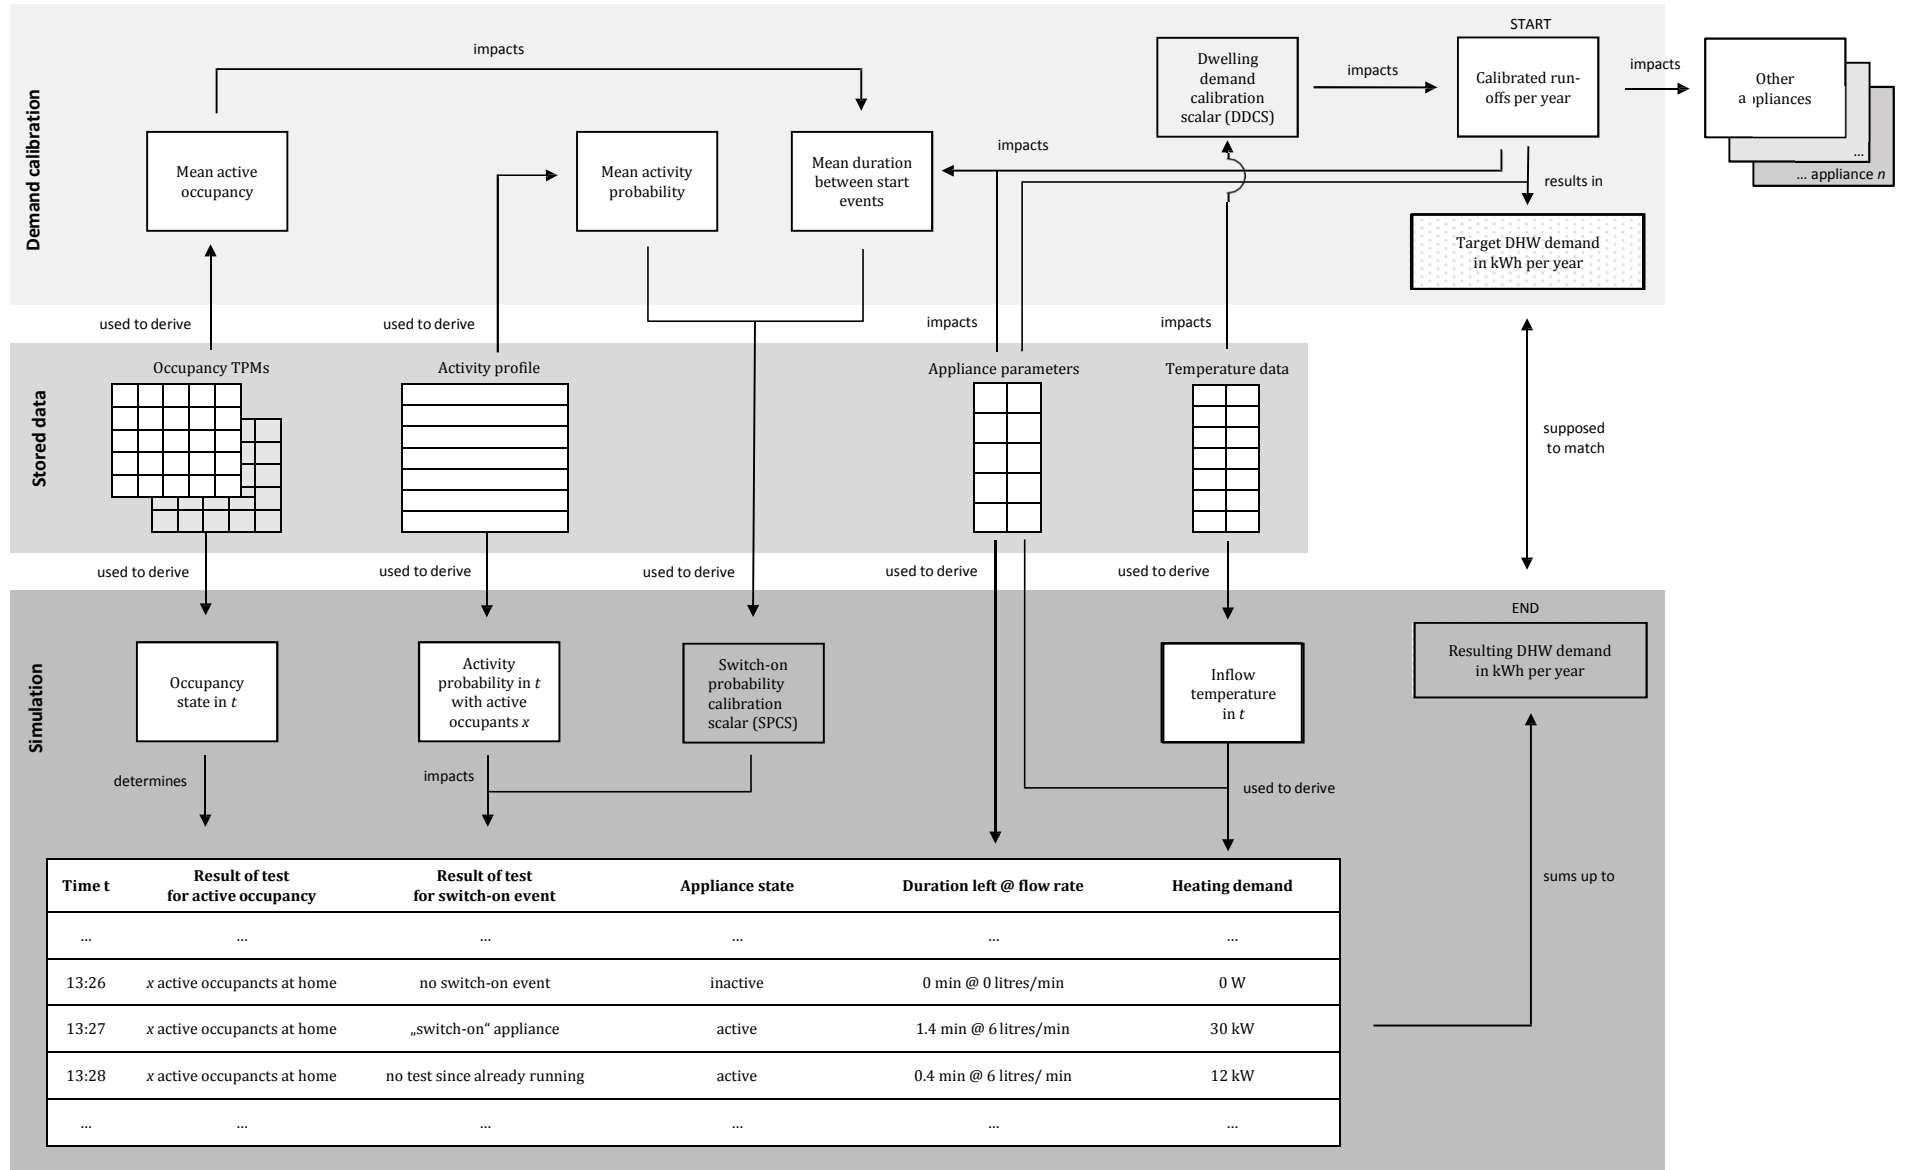 START
impacts
Dwelling
demand
calibration
scalar (DDCS)
impacts
Calibrated run-
offs per year
impacts
Other
a ppliances
...
... appliance n
Demand calibration
Mean active
occupancy
Mean activity
probability
Mean duration
between start
events
impacts
results in
Target DHW demand
in kWh per year
used to derive
used to derive
impacts
impacts
Stored data
Occupancy TPMs
Activity profile
Appliance parameters
Temperature data
supposed
to match
used to derive
used to derive
used to derive
used to derive
used to derive
Simulation
END
Occupancy
state in t
Activity
probability in t
with active
occupants x
Switch-on
probability
calibration
scalar (SPCS)
Inflow
temperature
in t
Resulting DHW demand
in kWh per year
determines
impacts
used to derive
sums up to
Time t
Result of test
for active occupancy
Result of test
for switch-on event
Appliance state
Duration left @ flow rate
Heating demand
... ... ... ... ... ...
13:26 x active occupancts at home no switch-on event inactive 0 min @ 0 litres/min 0 W
13:27 x active occupancts at home „switch-on“ appliance active 1.4 min @ 6 litres/min 30 kW
13:28 x active occupancts at home no test since already running active 0.4 min @ 6 litres/ min 12 kW
... ... ... ... ... ...